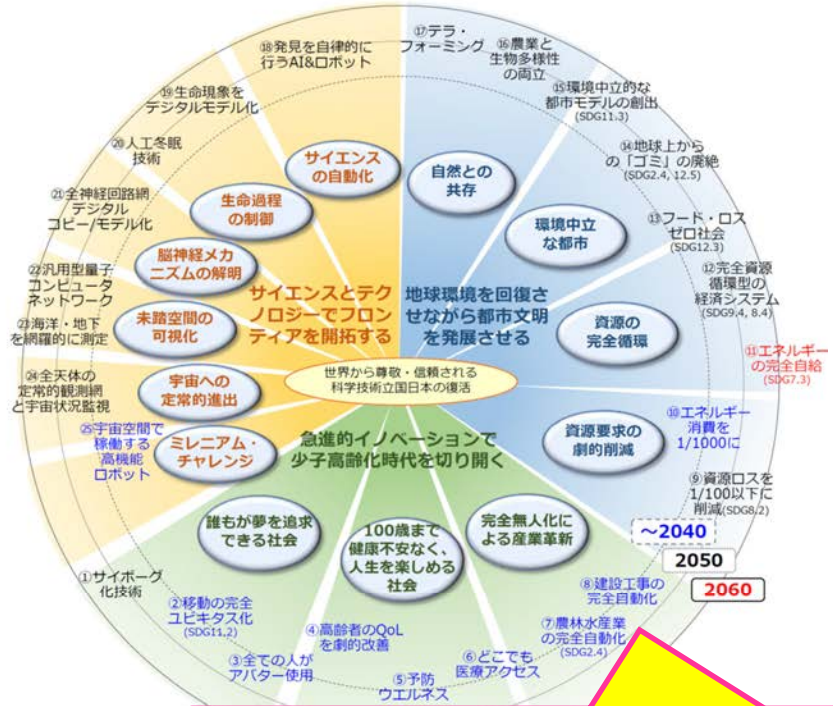 ⑱発見を自律的に
行うAI&ロボット
⑰テラ・
フォーミング
⑯農業と
生物多様性
の両立
⑮環境中立的な
都市モデルの創出
(SDG11.3)
⑭地球上から
の「ゴミ」の廃絶
(SDG2.4, 12.5)
⑬フード・ロス
ゼロ社会
(SDG12.3)
⑫完全資源
循環型の
経済システム
(SDG9.4, 8.4)
⑪エネルギー
の完全自給
(SDG7.3)
⑩エネルギー
消費を
1/1000に
⑨資源ロスを
1/100以下に
削減(SDG8.2)
⑲生命現象を
デジタルモデル化
⑳人工冬眠
技術
㉑全神経回路網
デジタル
コピー/モデル化
㉒汎用型量子
コンピュータ
ネットワーク
㉓海洋・地下
を網羅的に測定
㉔全天体の
定常的観測網
と宇宙状況監視
㉕宇宙空間で
稼働する
高機能
ロボット
サイエンス
の自動化
生命過程
の制御
脳神経メカ
ニズムの解明
未踏空間の
可視化
宇宙への
定常的進出
ミレニアム・
チャレンジ
サイエンスとテク
ノロジーでフロン
ティアを開拓する
自然との
共存
環境中立
な都市
資源の
完全循環
資源要求の
劇的削減
地球環境を回復さ
せながら都市文明
を発展させる
世界から尊敬・信頼される
科学技術立国日本の復活
急進的イノベーションで
少子高齢化時代を切り開く
誰もが夢を追求
できる社会
100歳まで
健康不安なく、
人生を楽しめる
社会
完全無人化に
よる産業革新
～2040
2050
2060
①サイボーグ
化技術
②移動の完全
ユビキタス化
(SDG11.2)
③全ての人が
アバター使用
④高齢者のQoL
を劇的改善
⑤予防
ウエルネス
⑥どこでも
医療アクセス
⑦農林水産業
の完全自動化
(SDG2.4)
⑧建設工事の
完全自動化